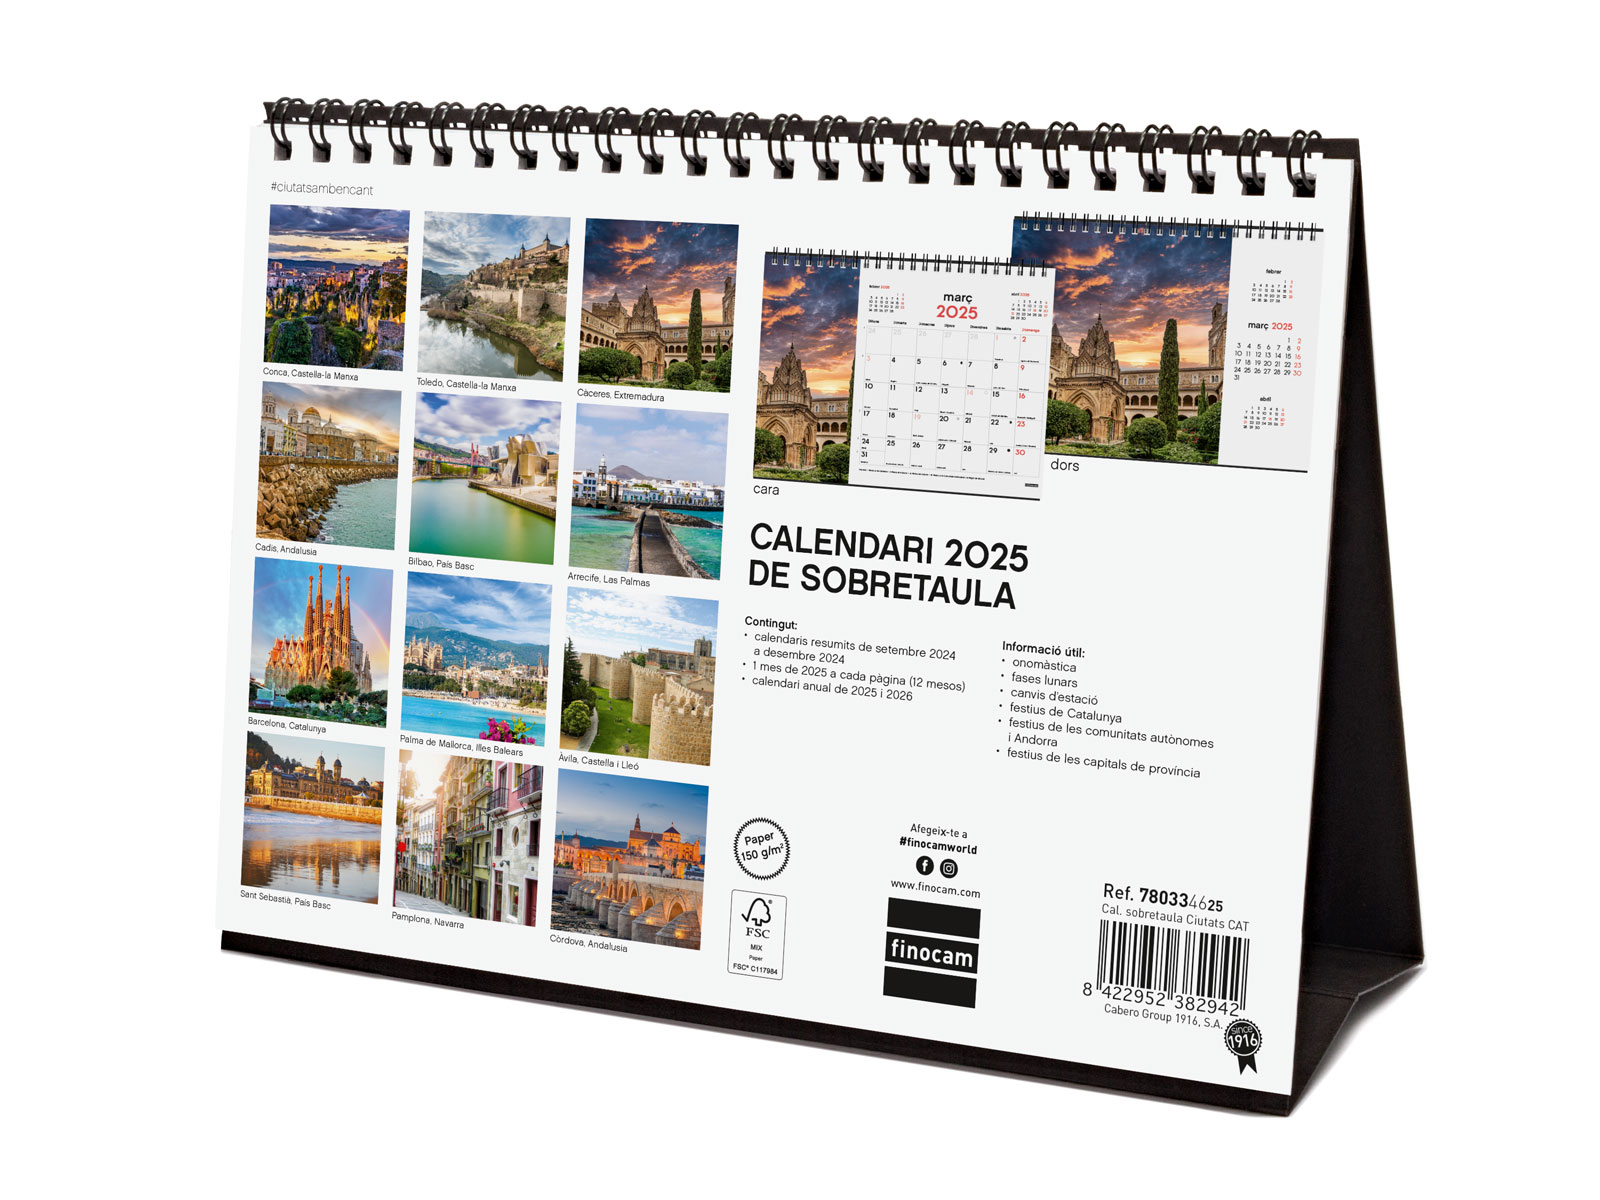 #ciutatsambencant
Conca, Castella-la Manxa
Toledo, Castella-la Manxa
Càceres, Extremadura
Cadis, Andalusia
Bilbao, País Basc
Arrecife, Las Palmas
Barcelona, Catalunya
Palma de Mallorca, Illes Balears
Àvila, Castella i Lleó
Sant Sebastià, País Basc
Pamplona, Navarra
Còrdova, Andalusia
març
2025
cara
febrer
març 2025
abril
dors
CALENDARI 2025
DE SOBRETAULA
Contingut:
• calendaris resumits de setembre 2024
a desembre 2024
• 1 mes de 2025 a cada pàgina (12 mesos)
• calendari anual de 2025 i 2026
Informació útil:
• onomàstica
• fases lunars
• canvis d'estació
• festius de Catalunya
• festius de les comunitats autònomes
i Andorra
• festius de les capitals de província
Paper
150 g/m²
FSC
MIX
Paper
FSC® C117984
Afegeix-te a
#finocamworld
www.finocam.com
finocam
Ref. 780334625
Cal. sobretaula Ciutats CAT
8 422952 382942
Cabero Group 1916, S.A.
since
1916